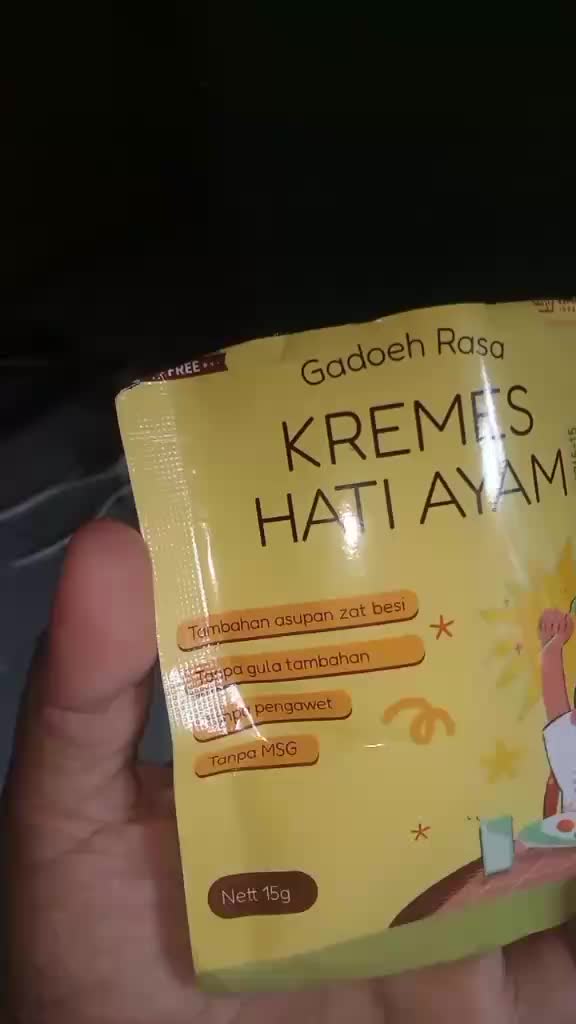 FREE
Gadoeh Rasa
KREMES
HATI AYAM
Tambahan asupan zat besi
Tanpa gula tambahan
pengawet
Tanpa MSG
Nett 15g